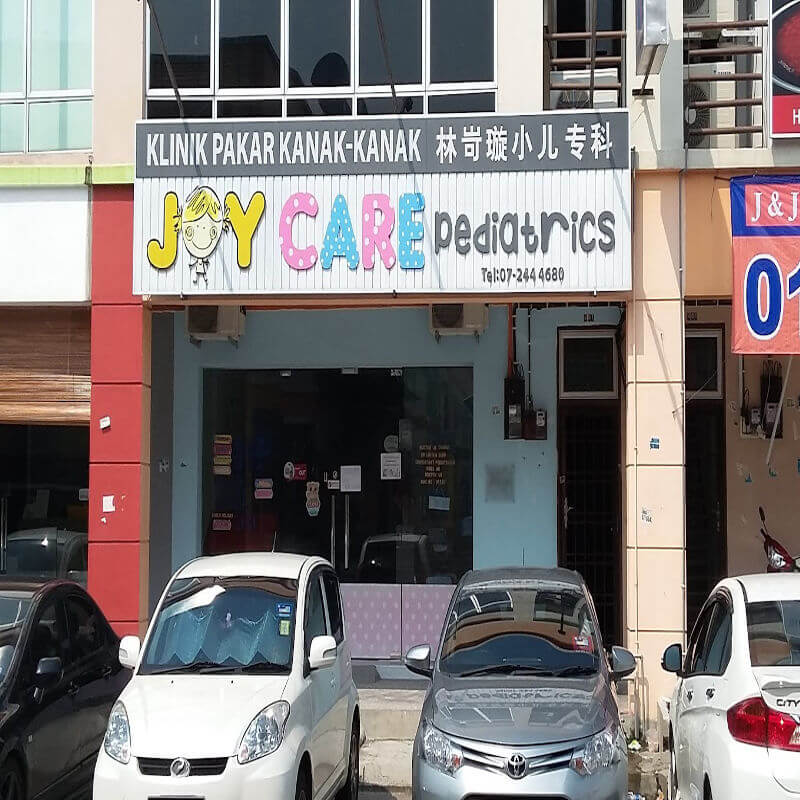 KLINIK PAKAR KANAK-KANAK 林岢璇小儿专科
JOY CARE Pediatrics
Tel:07-244 4680
J & J
CITY